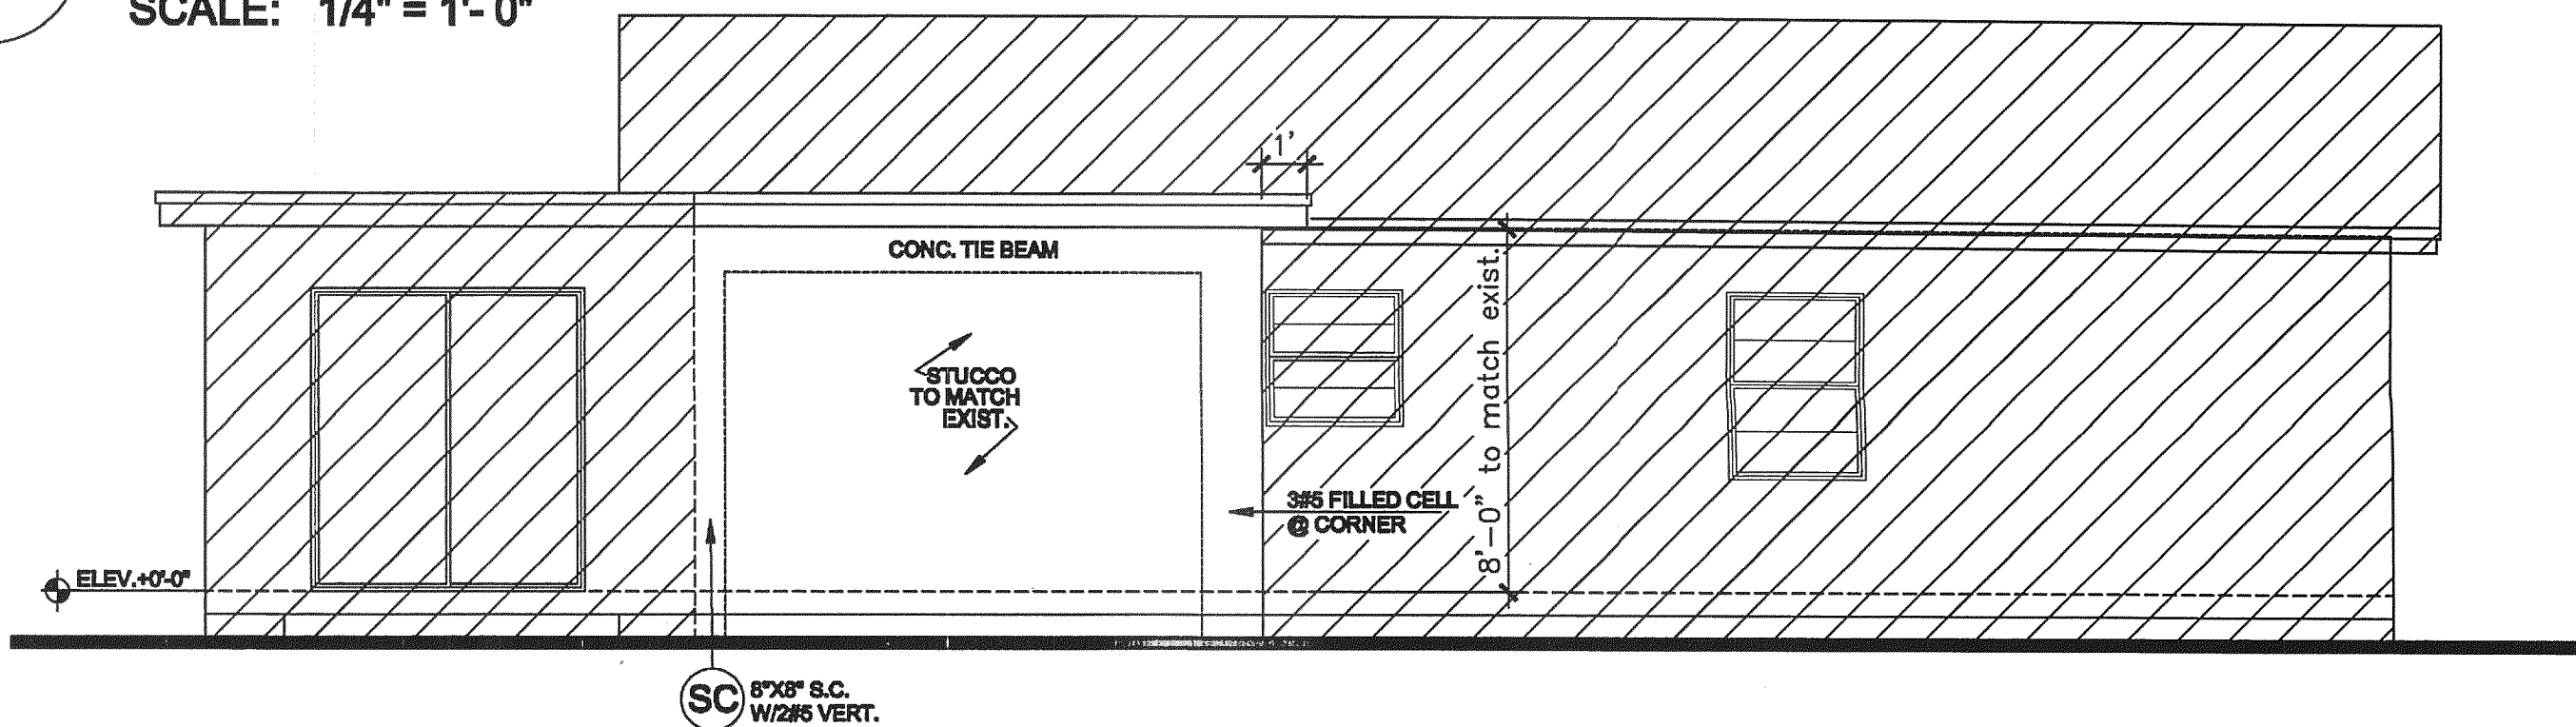 SCALE: 1/4" = 1'- 0"
1'
CONC. TIE BEAM
STUCCO
TO MATCH
EXIST.
8'-0" to match exist.
3#5 FILLED CELL
@ CORNER
ELEV.+0'-0"
SC
8"X8" S.C.
W/2#5 VERT.